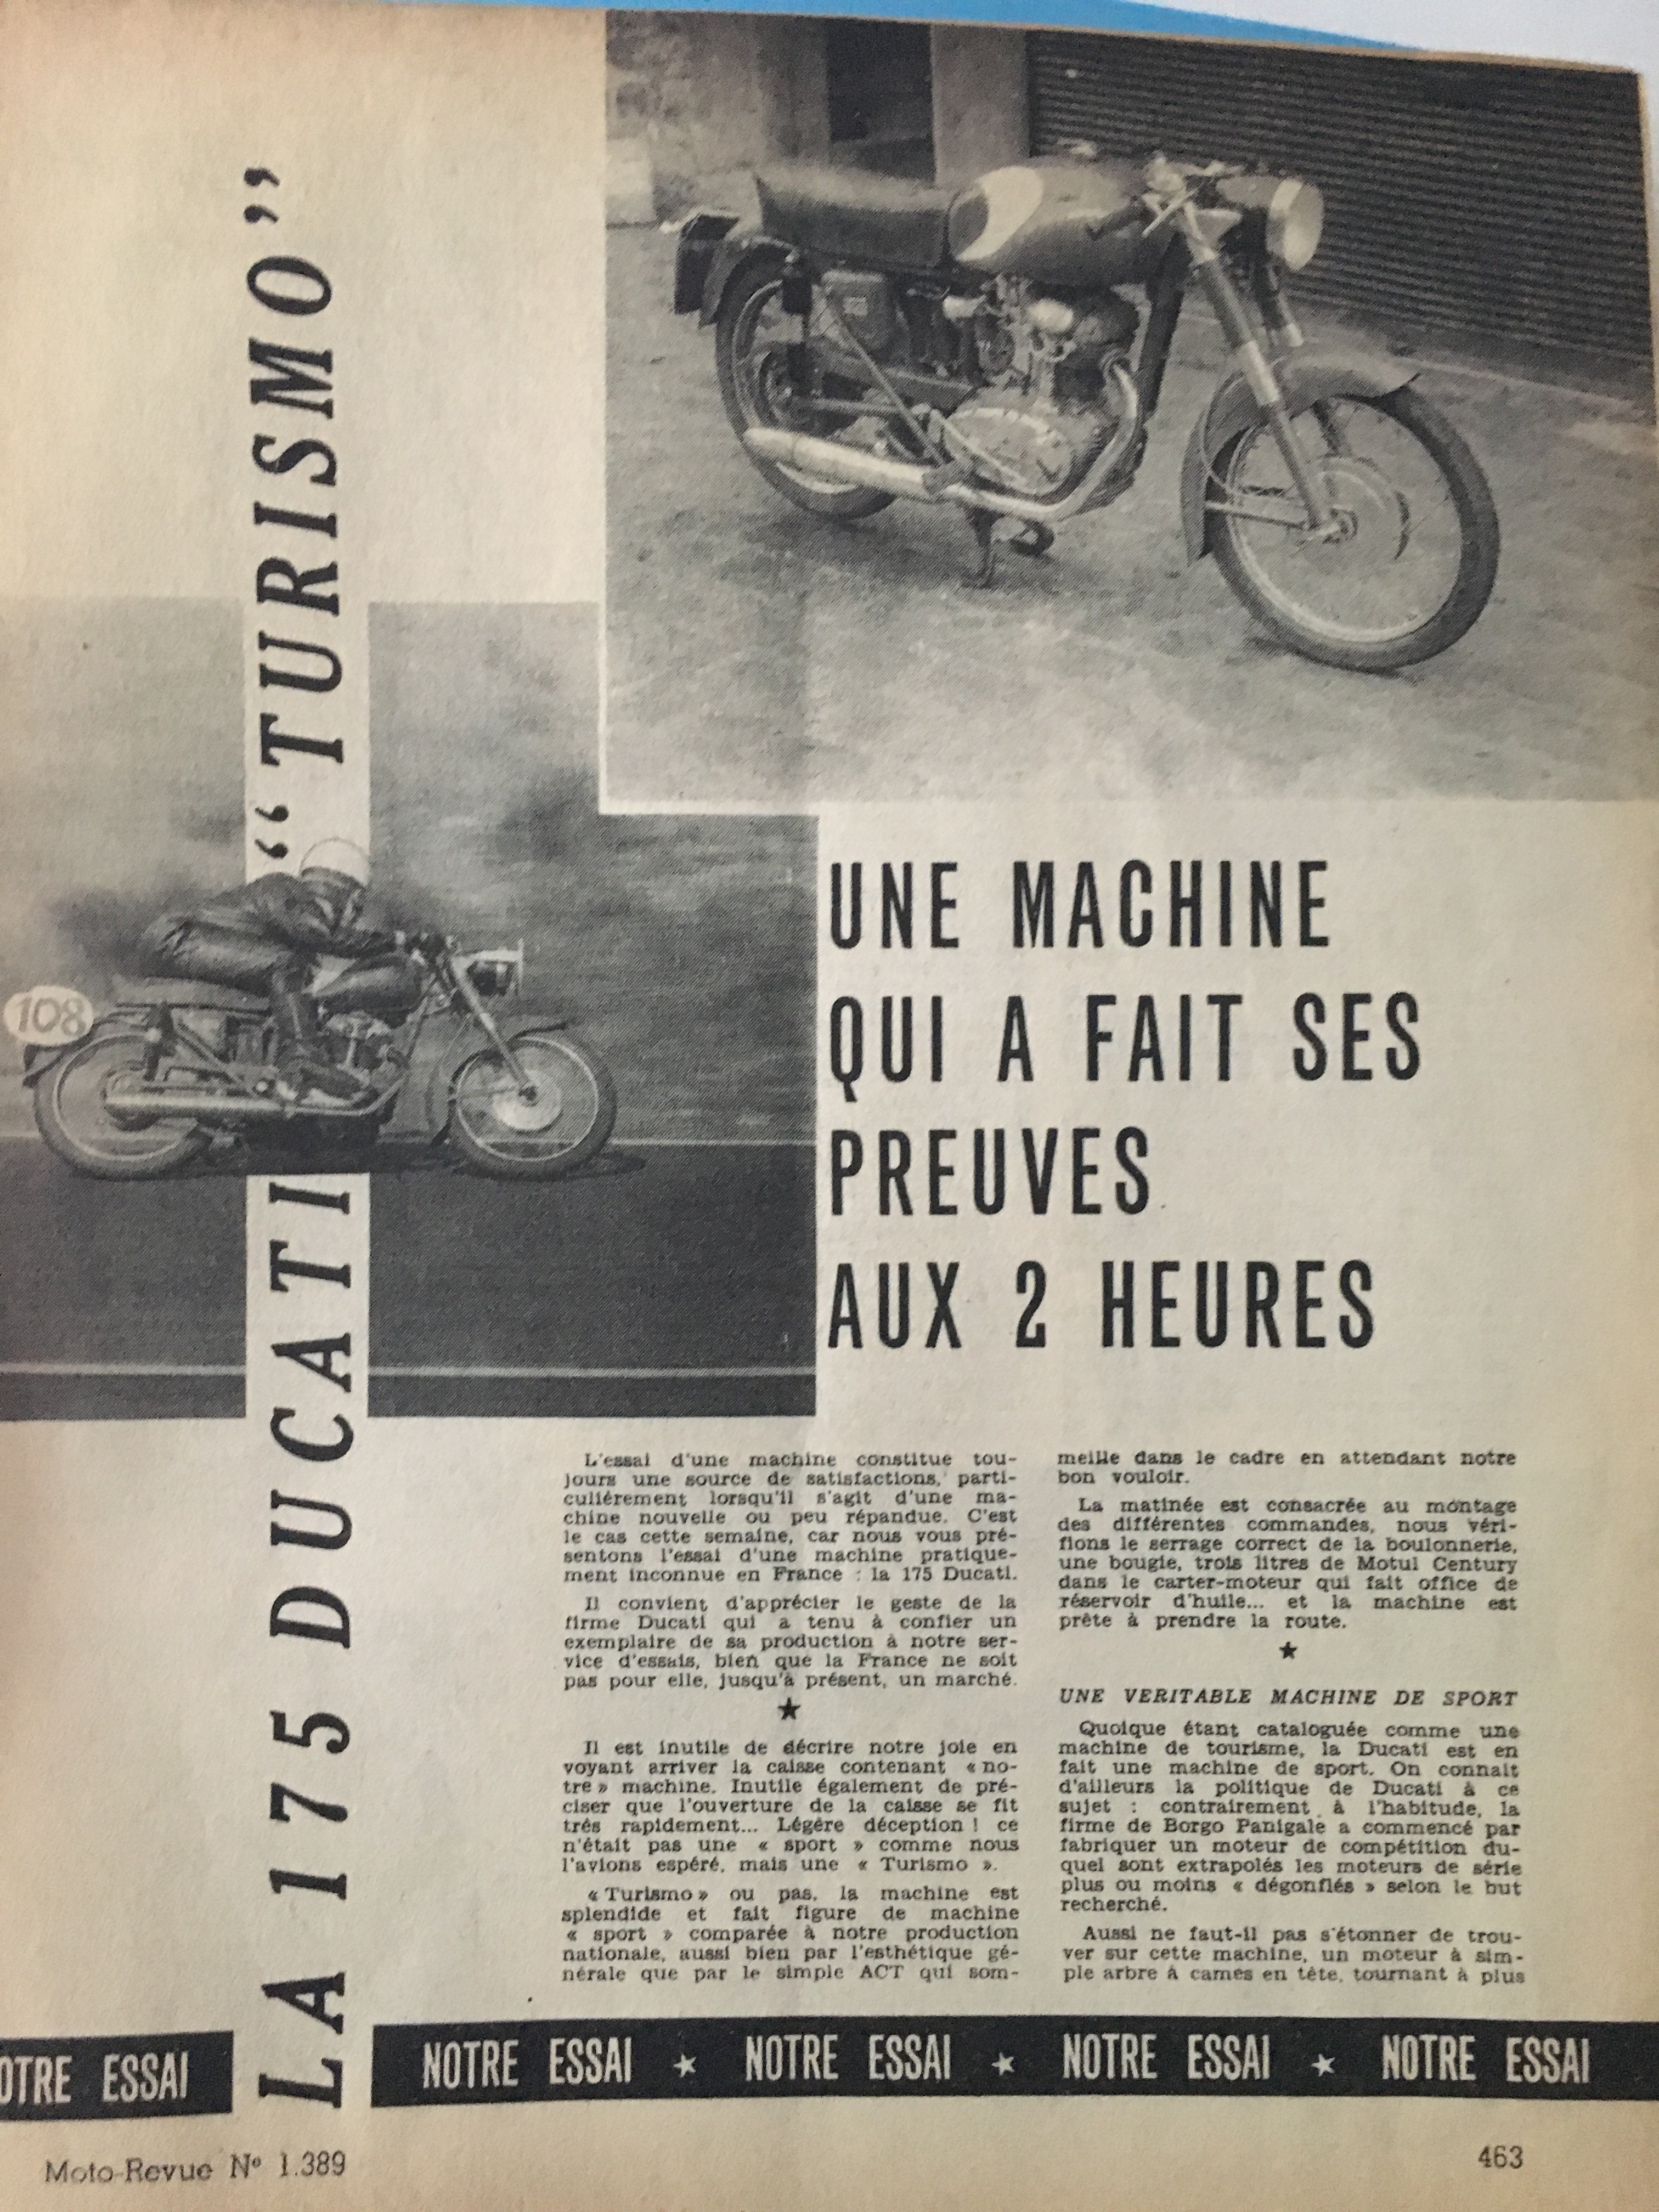 LA 175 DUCATI “TURISMO”
108
UNE MACHINE
QUI A FAIT SES
PREUVES
AUX 2 HEURES
L'essai d'une machine constitue tou-
jours une source de satisfactions, parti-
culiérement lorsqu'il s'agit d'une ma-
chine nouvelle ou peu répandue. C'est
le cas cette semaine, car nous vous pré-
sentons l'essai d'une machine pratique-
ment inconnue en France : la 175 Ducati.
Il convient d'apprécier le geste de la
firme Ducati qui a tenu à confier un
exemplaire de sa production à notre ser-
vice d'essais, bien que la France ne soit
pas pour elle, jusqu'à présent, un marché.
★
Il est inutile de décrire notre joie en
voyant arriver la caisse contenant « no-
tre » machine. Inutile également de pré-
ciser que l'ouverture de la caisse se fit
trés rapidement... Légère déception ! ce
n'était pas une « sport » comme nous
l'avions espéré, mais une « Turismo ».
« Turismo » ou pas, la machine est
splendide et fait figure de machine
« sport » comparée à notre production
nationale, aussi bien par l'esthétique gé-
nérale que par le simple ACT qui som-
meille dans le cadre en attendant notre
bon vouloir.
La matinée est consacrée au montage
des différentes commandes, nous véri-
fions le serrage correct de la boulonnerie,
une bougie, trois litres de Motul Century
dans le carter-moteur qui fait office de
réservoir d'huile... et la machine est
prête à prendre la route.
★
UNE VERITABLE MACHINE DE SPORT
Quoique étant cataloguée comme une
machine de tourisme, la Ducati est en
fait une machine de sport. On connait
d'ailleurs la politique de Ducati à ce
sujet : contrairement à l'habitude, la
firme de Borgo Panigale a commencé par
fabriquer un moteur de compétition du-
quel sont extrapolés les moteurs de série
plus ou moins « dégonflés » selon le but
recherché.
Aussi ne faut-il pas s'étonner de trou-
ver sur cette machine, un moteur à sim-
ple arbre à cames en tête, tournant à plus
OTRE ESSAI NOTRE ESSAI ★ NOTRE ESSAI ★ NOTRE ESSAI ★ NOTRE ESSAI
Moto-Revue N° 1.389
463